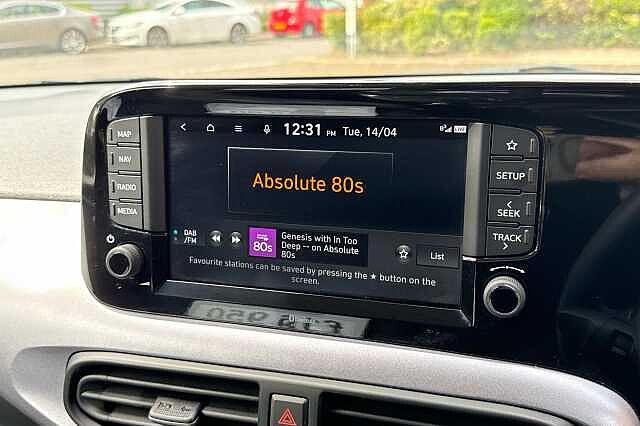 MAP
NAV
RADIO
MEDIA
12:31 PM Tue, 14/04
LIVE
Absolute 80s
DAB
/FM
80s
Genesis with In Too
Deep -- on Absolute
80s
List
Favourite stations can be saved by pressing the ★ button on the
screen.
☆
SETUP
< SEEK
TRACK >